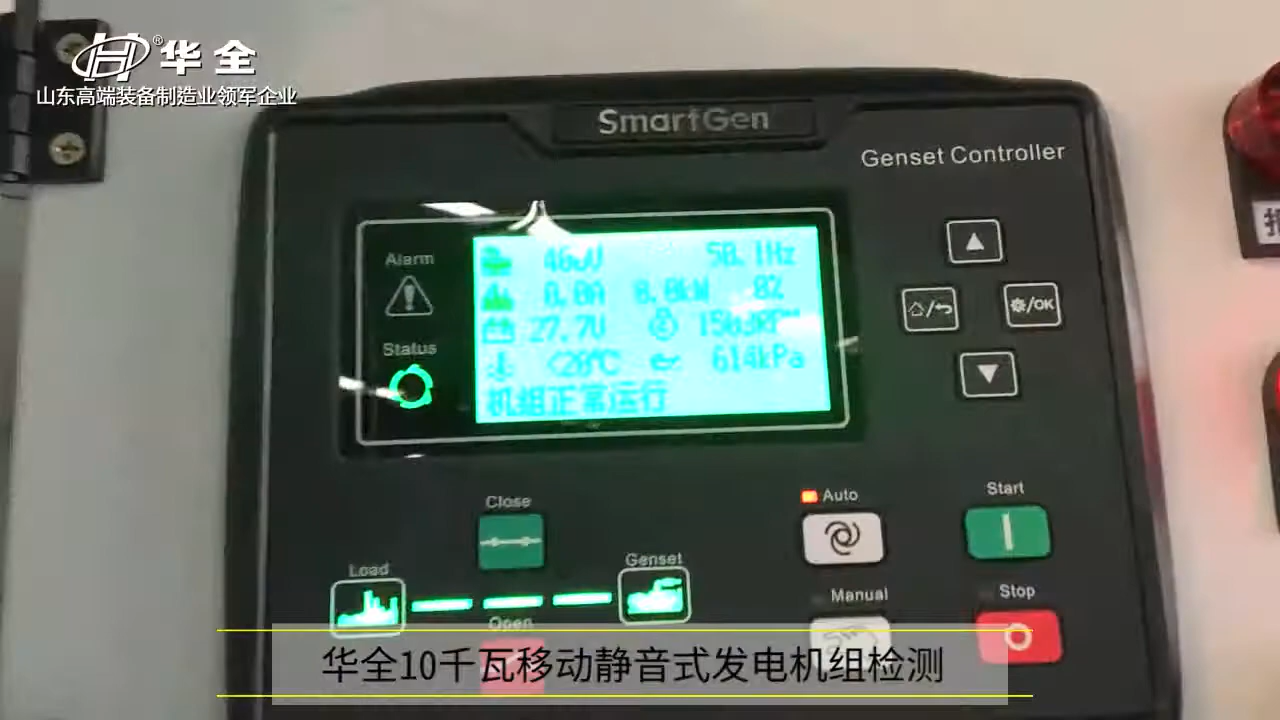 华全®
山东高端装备制造业领军企业
SmartGen
Genset Controller
Alarm
Status
50.1Hz
0.0A 0.0kW 0%
27.7V
<20℃ 614kPa
机组正常运行
⌂/↩
/OK
Close
Auto
Start
Load
Genset
Manual
Stop
Open
华全10千瓦移动静音式发电机组检测